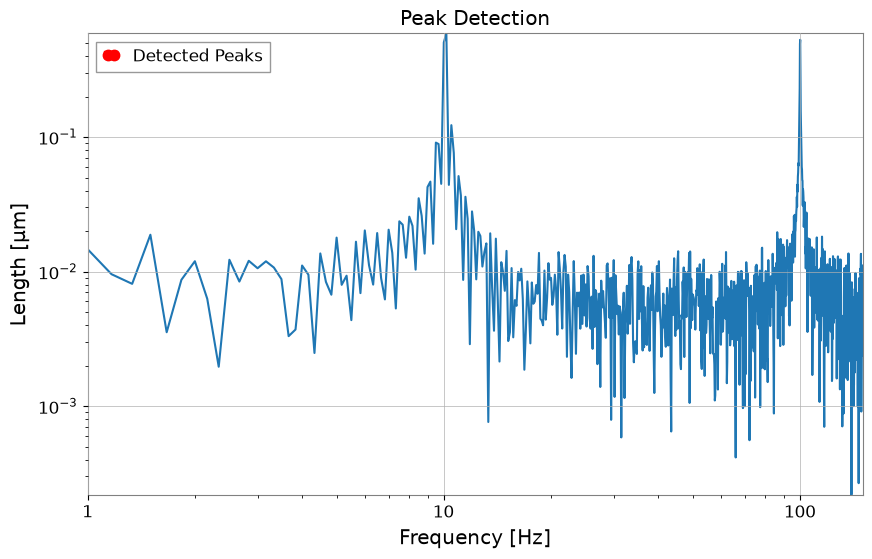 Peak Detection
Detected Peaks
Length [µm]
10⁻¹
10⁻²
10⁻³
1
10
100
Frequency [Hz]